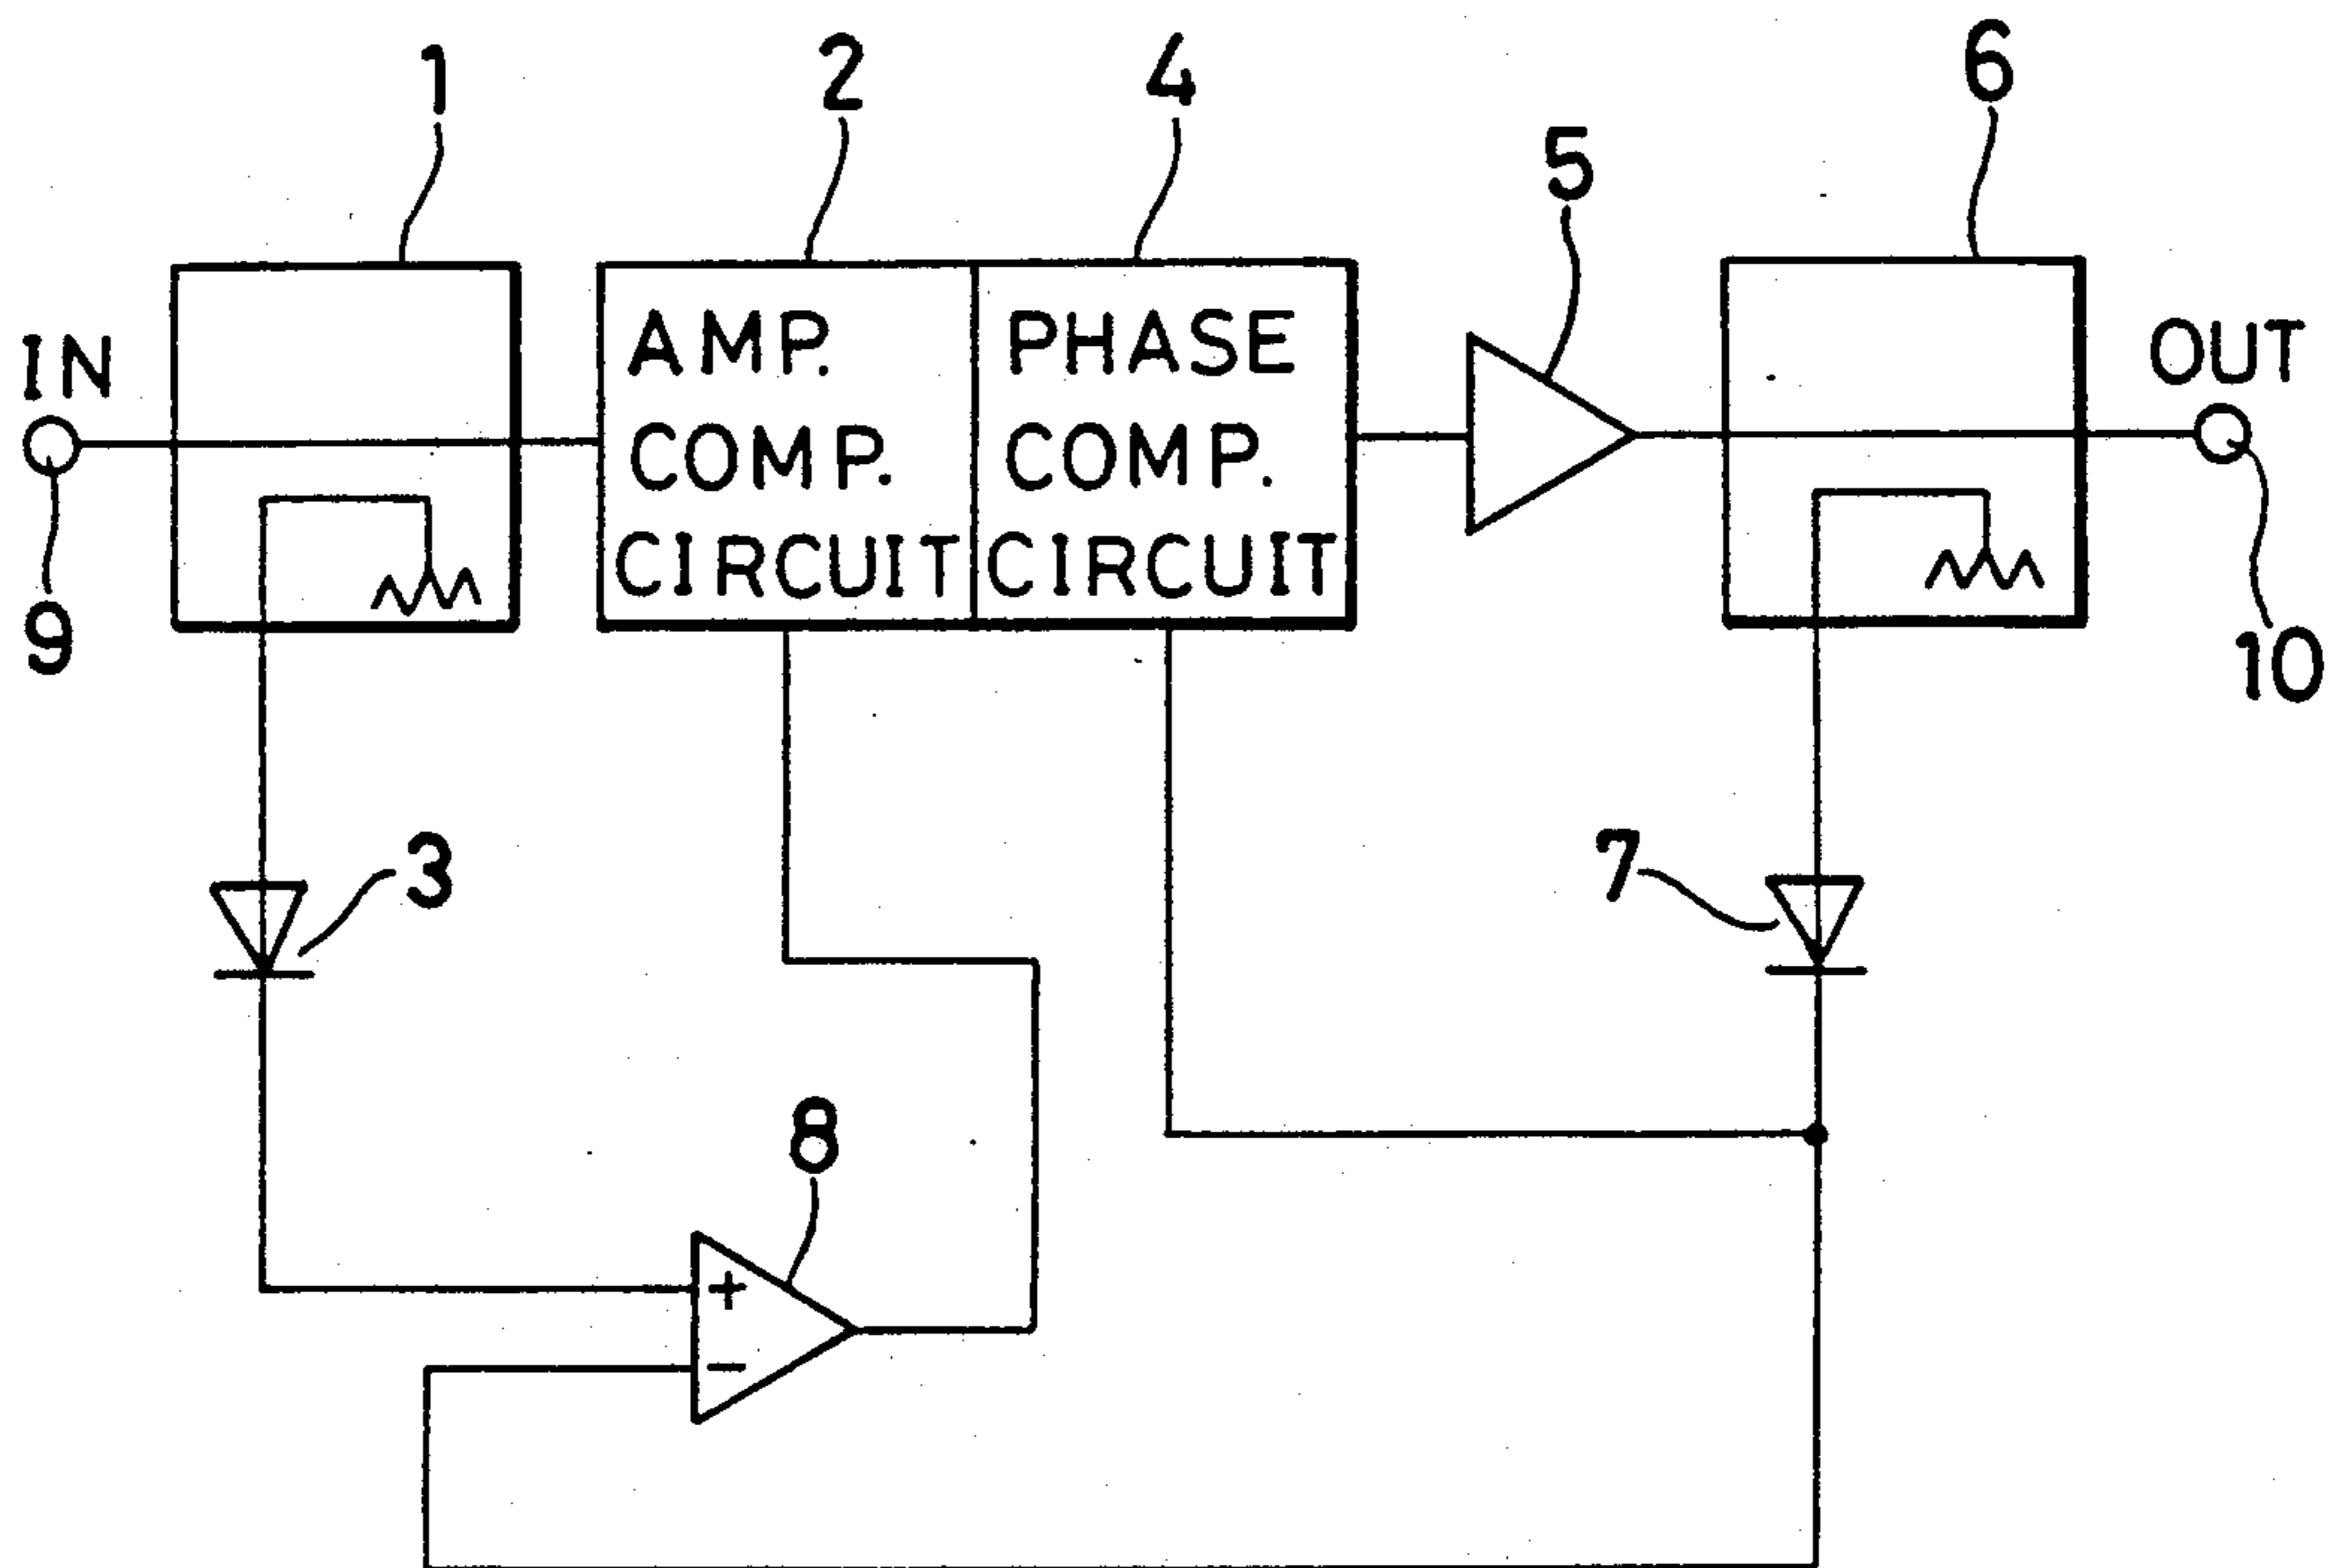 1
2
4
6
5
IN
AMP.
COMP.
CIRCUIT
PHASE
COMP.
CIRCUIT
OUT
9
10
3
7
8
+
−